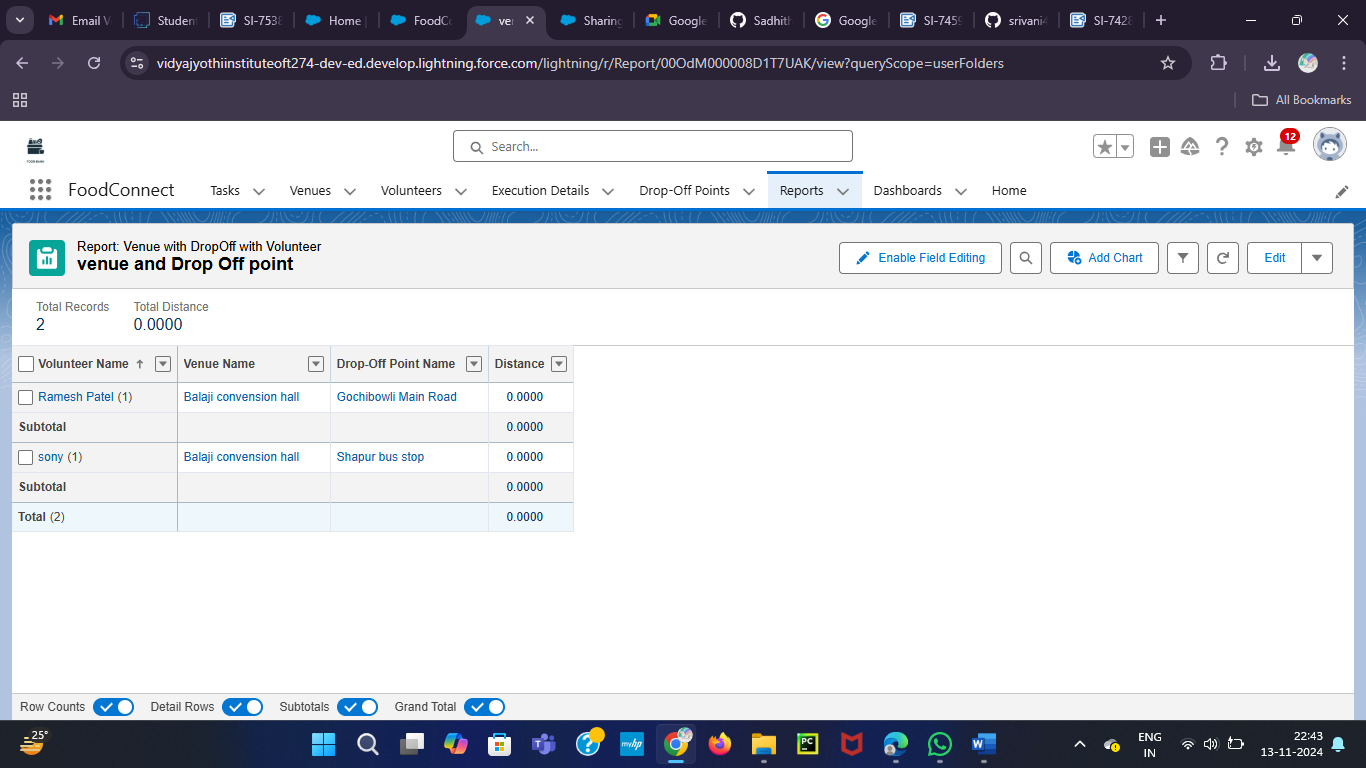 Email V
Student
SI-7538
Home |
FoodCo
ver
Sharing
Google
Sadhith
Google
SI-7459
srivani4
SI-7428
vidyajyothiinstituteoft274-dev-ed.develop.lightning.force.com/lightning/r/Report/00OdM000008D1T7UAK/view?queryScope=userFolders
All Bookmarks
Search...
12
FoodConnect
Tasks
Venues
Volunteers
Execution Details
Drop-Off Points
Reports
Dashboards
Home
Report: Venue with DropOff with Volunteer
venue and Drop Off point
Enable Field Editing
Add Chart
Edit
Total Records
Total Distance
2
0.0000
Volunteer Name ↑ Venue Name Drop-Off Point Name Distance
Ramesh Patel (1) Balaji convension hall Gochibowli Main Road 0.0000
Subtotal 0.0000
sony (1) Balaji convension hall Shapur bus stop 0.0000
Subtotal 0.0000
Total (2) 0.0000
Row Counts Detail Rows Subtotals Grand Total
25°
myhp
PC
W
ENG
IN
22:43
13-11-2024